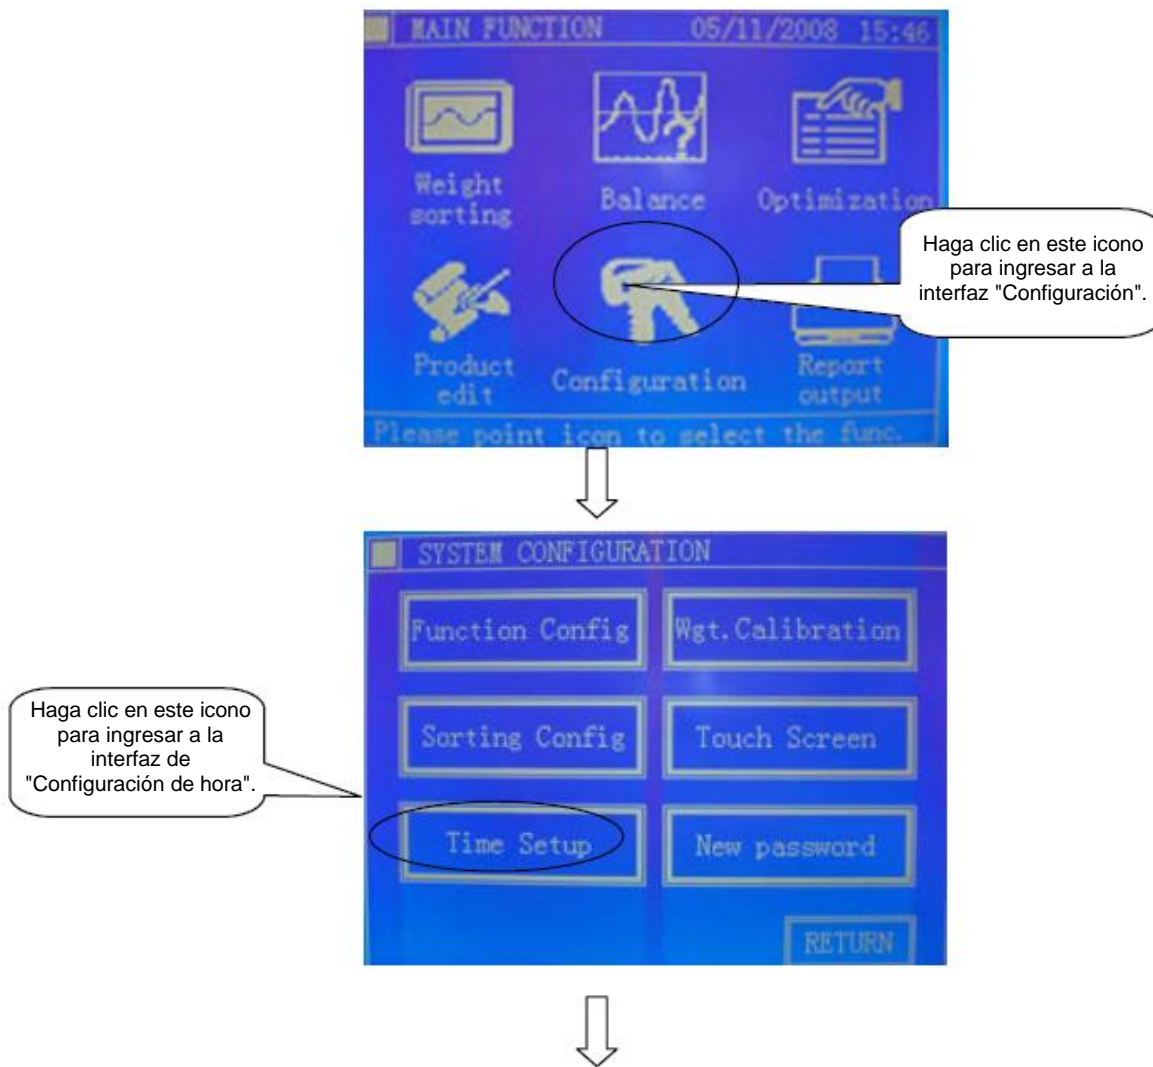 MAIN FUNCTION 05/11/2008 15:46
Weight
sorting
Balance
Optimization
Haga clic en este icono
para ingresar a la
interfaz "Configuración".
Product
edit
Configuration
Report
output
Please point icon to select the func.
SYSTEM CONFIGURATION
Function Config
Wgt.Calibration
Haga clic en este icono
para ingresar a la
interfaz de
"Configuración de hora".
Sorting Config
Touch Screen
Time Setup
New password
RETURN